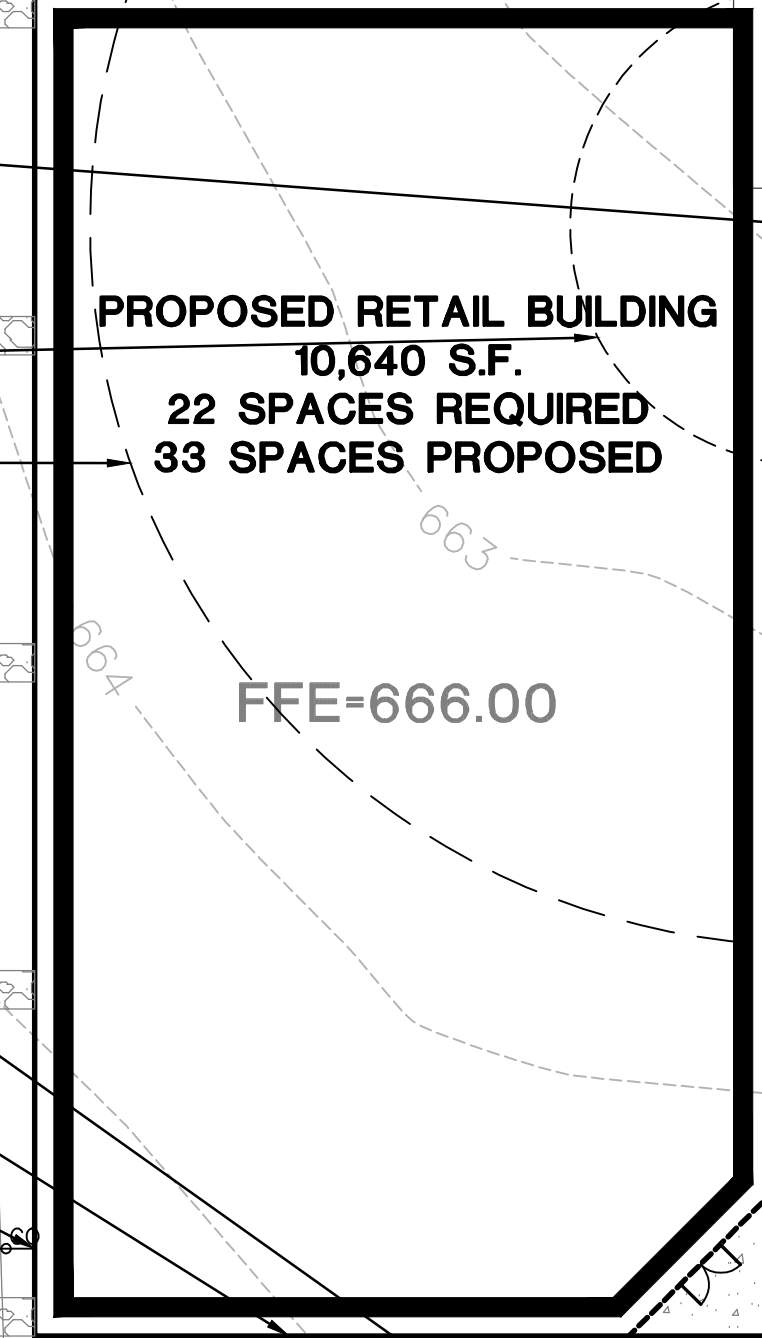 PROPOSED RETAIL BUILDING
10,640 S.F.
22 SPACES REQUIRED
33 SPACES PROPOSED
663
664
FFE=666.00